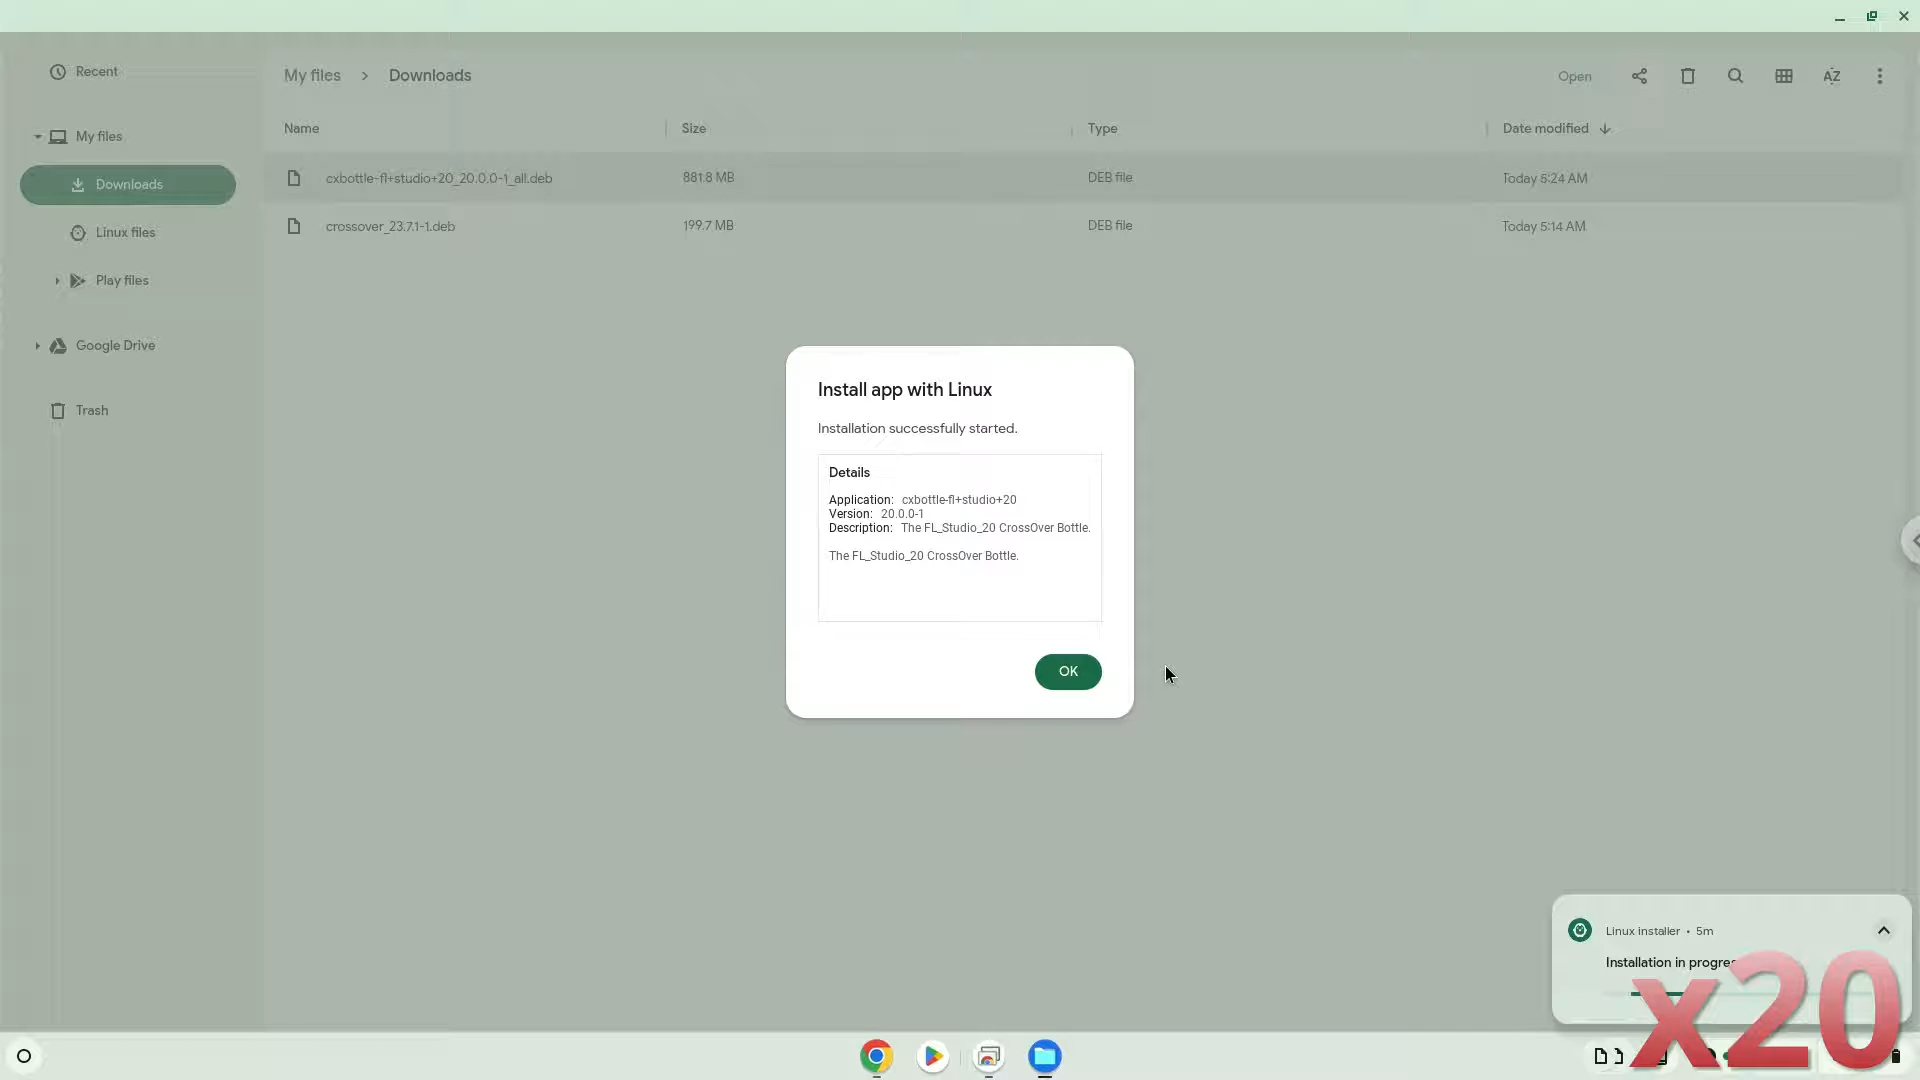 Recent
My files > Downloads
Open
AZ
My files
Name
Size
Type
Date modified
Downloads
cxbottle-fl+studio+20_20.0.0-1_all.deb
881.8 MB
DEB file
Today 5:24 AM
Linux files
crossover_23.7.1-1.deb
199.7 MB
DEB file
Today 5:14 AM
Play files
Google Drive
Trash
Install app with Linux
Installation successfully started.
Details
Application: cxbottle-fl+studio+20
Version: 20.0.0-1
Description: The FL_Studio_20 CrossOver Bottle.
The FL_Studio_20 CrossOver Bottle.
OK
Linux installer • 5m
Installation in progre
x20